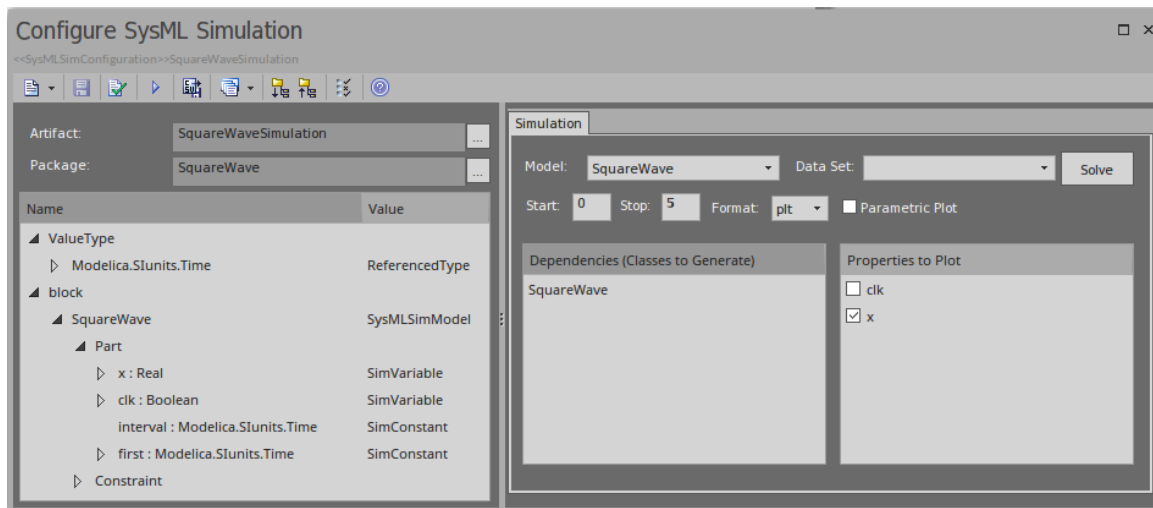 Configure SysML Simulation
<<SysMLSimConfiguration>>SquareWaveSimulation
Artifact: SquareWaveSimulation ...
Package: SquareWave ...
Name Value
ValueType
Modelica.SIunits.Time ReferencedType
block
SquareWave SysMLSimModel
Part
x : Real SimVariable
clk : Boolean SimVariable
interval : Modelica.SIunits.Time SimConstant
first : Modelica.SIunits.Time SimConstant
Constraint
Simulation
Model: SquareWave Data Set: Solve
Start: 0 Stop: 5 Format: plt Parametric Plot
Dependencies (Classes to Generate) Properties to Plot
SquareWave clk
x